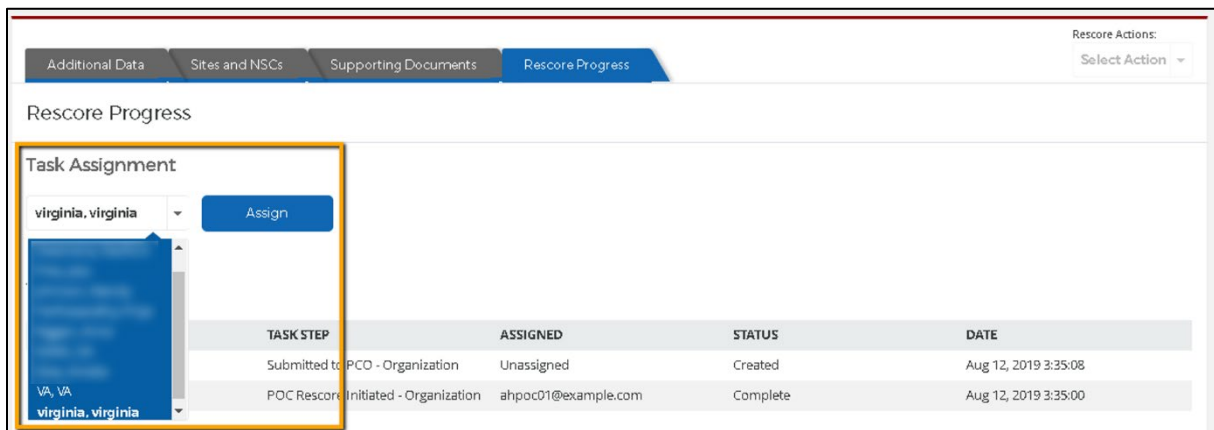 Rescore Actions:
Additional Data Sites and NSCs Supporting Documents Rescore Progress Select Action
Rescore Progress
Task Assignment
virginia, virginia Assign
TASK STEP ASSIGNED STATUS DATE
Submitted to PCO - Organization Unassigned Created Aug 12, 2019 3:35:08
VA, VA POC Rescore Initiated - Organization ahpoc01@example.com Complete Aug 12, 2019 3:35:00
virginia, virginia